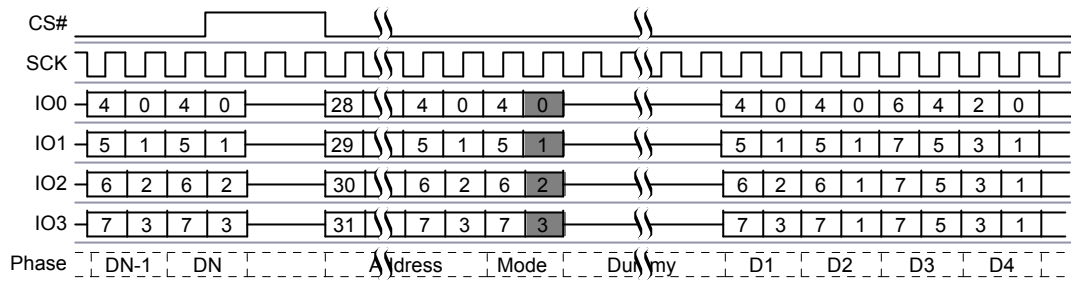 CS#
SCK
IO0 4 0 4 0 28 4 0 4 0 4 0 4 0 6 4 2 0
IO1 5 1 5 1 29 5 1 5 1 5 1 5 1 7 5 3 1
IO2 6 2 6 2 30 6 2 6 2 6 2 6 1 7 5 3 1
IO3 7 3 7 3 31 7 3 7 3 7 3 7 1 7 5 3 1
Phase DN-1 DN Address Mode Dummy D1 D2 D3 D4